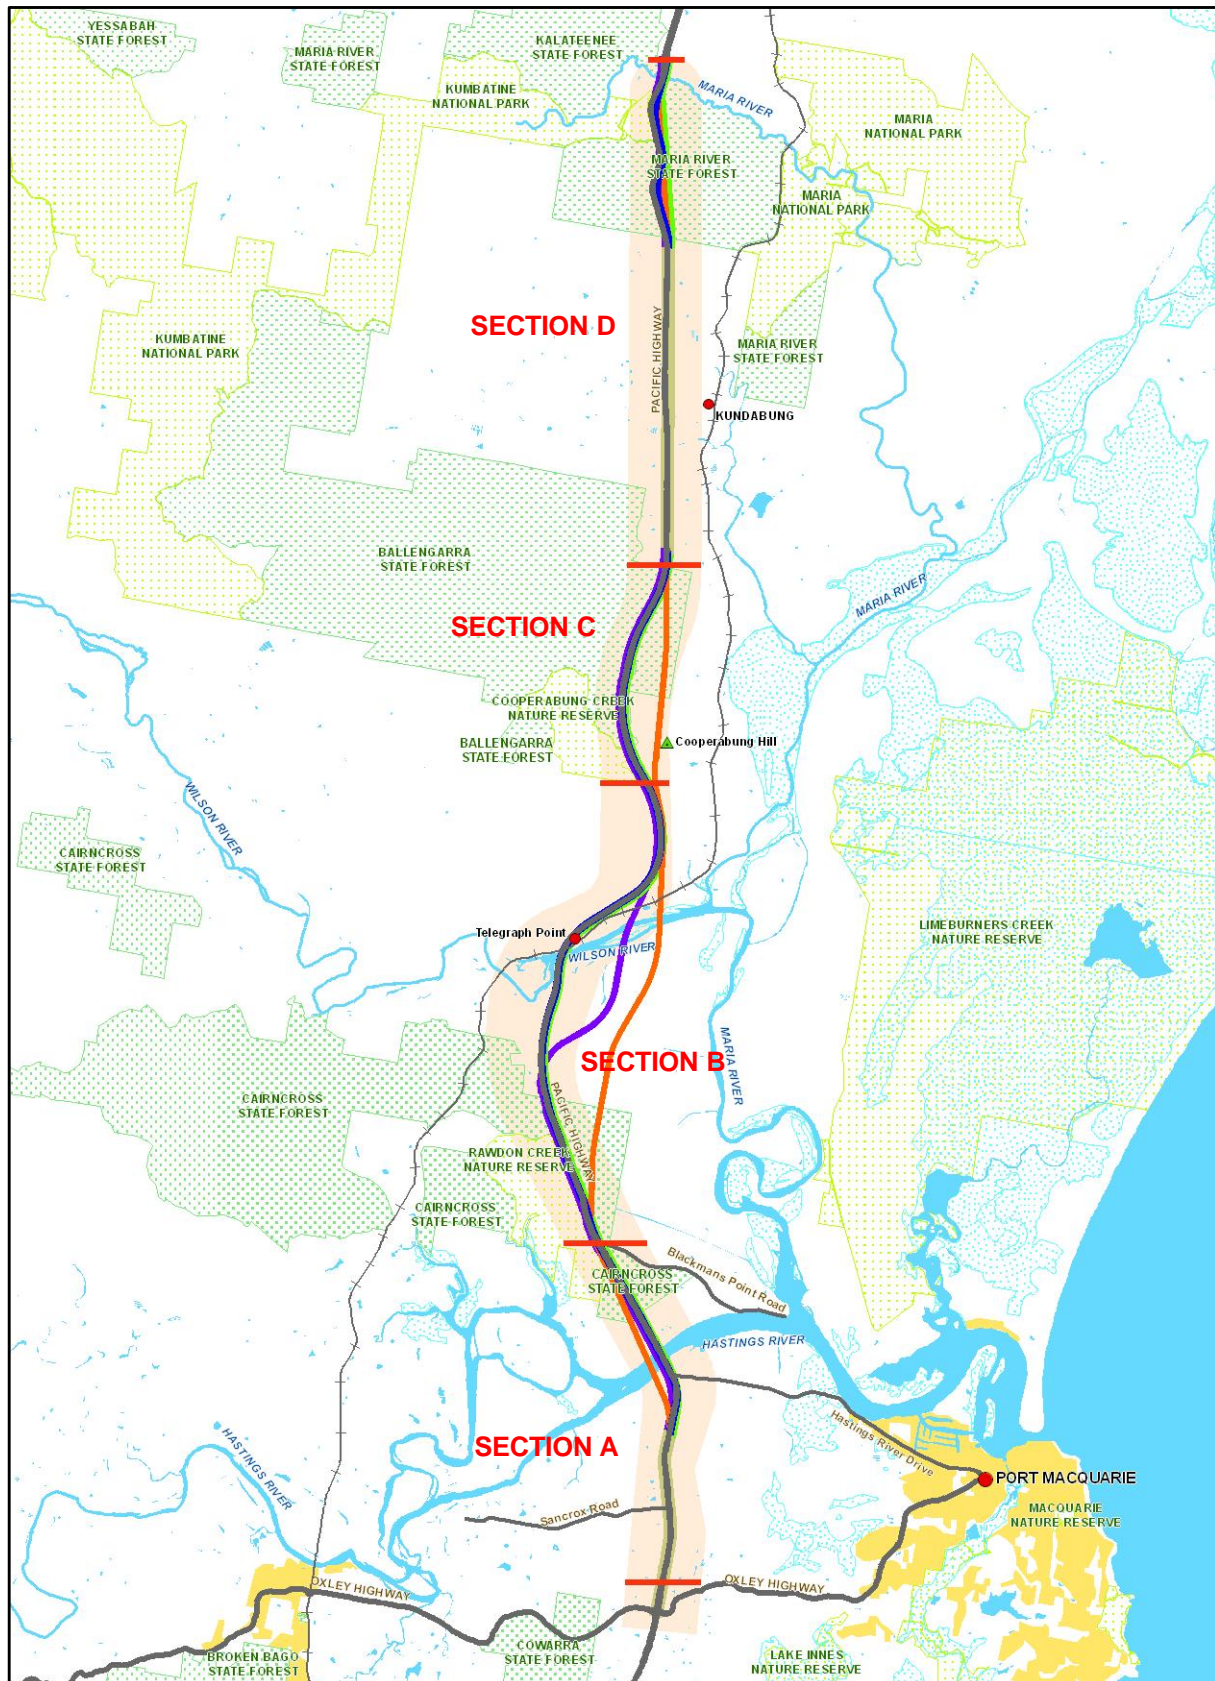 YESSABAH
STATE FOREST
MARIA RIVER
STATE FOREST
KALATEENEE
STATE FOREST
KUMBATINE
NATIONAL PARK
MARIA RIVER
MARIA
NATIONAL PARK
MARIA RIVER
STATE FOREST
MARIA
NATIONAL PARK
SECTION D
PACIFIC HIGHWAY
KUMBATINE
NATIONAL PARK
MARIA RIVER
STATE FOREST
KUNDABUNG
BALLENGARRA
STATE FOREST
MARIA RIVER
SECTION C
COOPERABUNG CREEK
NATURE RESERVE
BALLENGARRA
STATE FOREST
Cooperabung Hill
WILSON RIVER
CAIRNCROSS
STATE FOREST
Telegraph Point
WILSON RIVER
LIMEBURNERS CREEK
NATURE RESERVE
SECTION B
MARIA RIVER
CAIRNCROSS
STATE FOREST
PACIFIC HIGHWAY
RAWDON CREEK
NATURE RESERVE
CAIRNCROSS
STATE FOREST
Blackmans Point Road
CAIRNCROSS
STATE FOREST
HASTINGS RIVER
Hastings River Drive
SECTION A
HASTINGS RIVER
PORT MACQUARIE
Sancrox Road
MACQUARIE
NATURE RESERVE
OXLEY HIGHWAY
OXLEY HIGHWAY
BROKEN BAGO
STATE FOREST
COWARRA
STATE FOREST
LAKE INNES
NATURE RESERVE